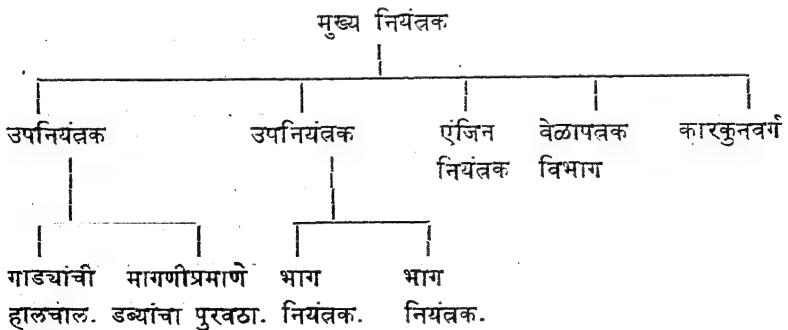 मुख्य नियंत्रक
उपनियंत्रक उपनियंत्रक एंजिन वेळापत्रक कारकुनवर्ग
नियंत्रक विभाग
गाड्यांची मागणीप्रमाणे भाग भाग
हालचाल. डब्यांचा पुरवठा. नियंत्रक. नियंत्रक.